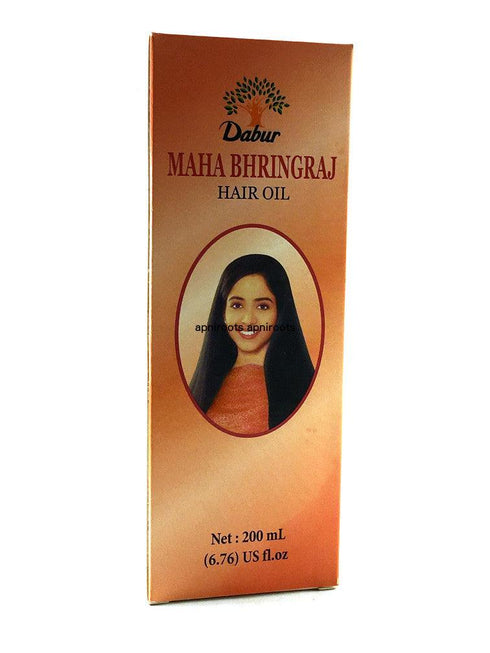 Dabur
MAHA BHRINGRAJ
HAIR OIL
apniroots apniroots
Net : 200 mL
(6.76) US fl.oz